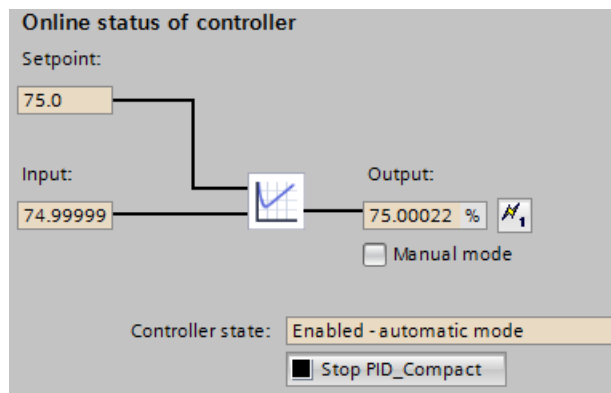 Online status of controller
Setpoint:
75.0
Input:
Output:
74.99999
75.00022 %
1
Manual mode
Controller state: Enabled - automatic mode
Stop PID_Compact